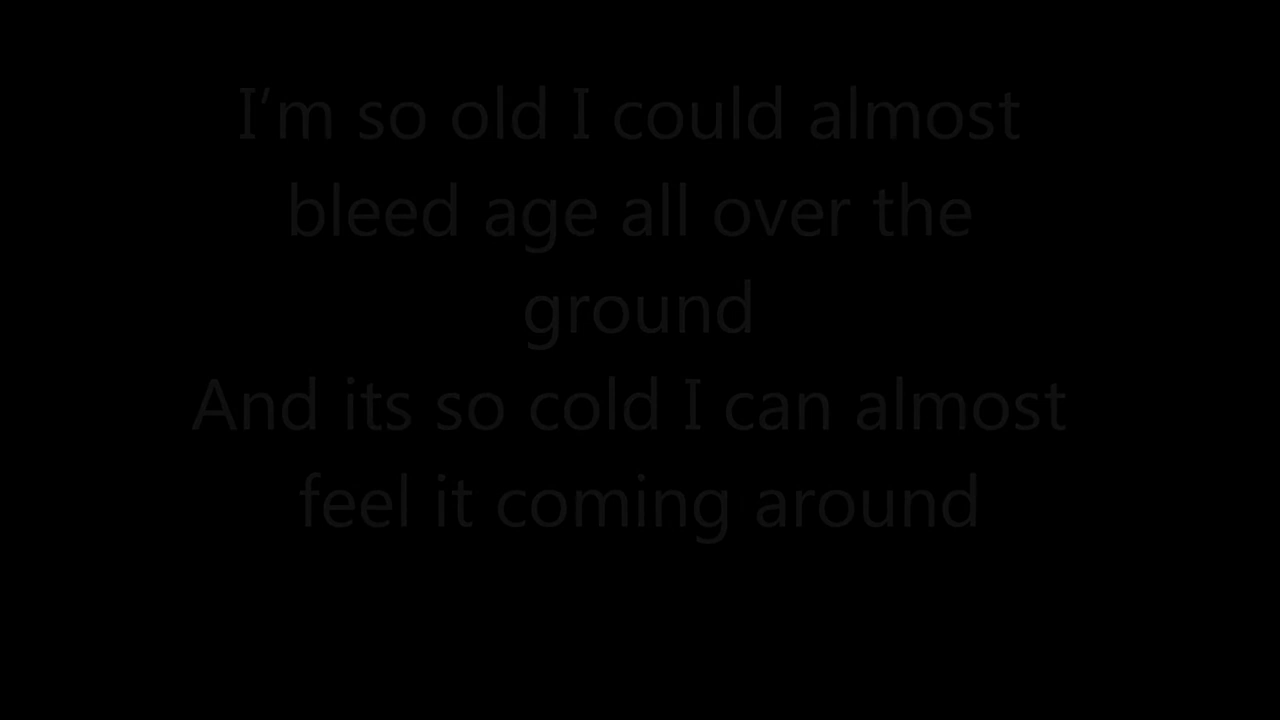 I’m so old I could almost
bleed age all over the
ground
And its so cold I can almost
feel it coming around